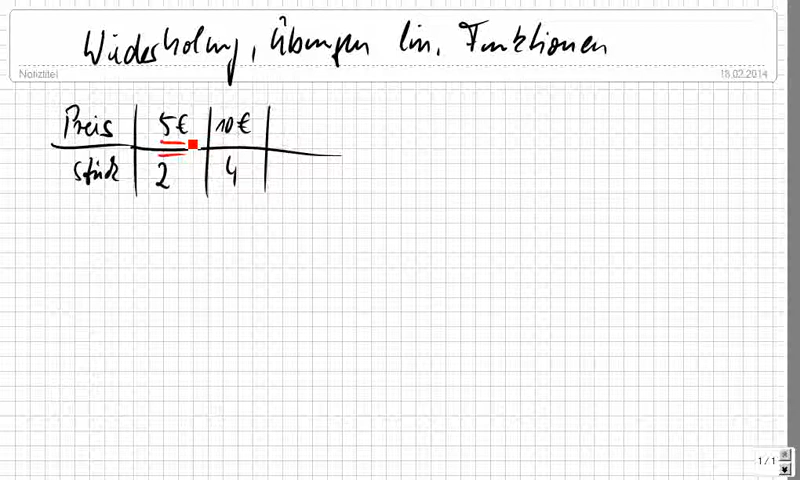 Wiederholung, Übungen lin. Funktionen
Notiztitel 18.02.2014
Preis 5€ 10€
Stück 2 4
1 / 1